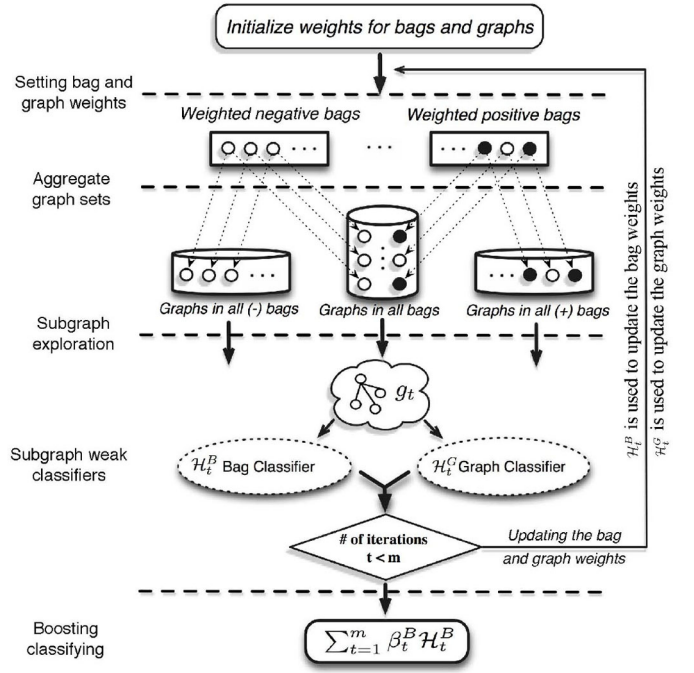 Initialize weights for bags and graphs
Setting bag and
graph weights
Weighted negative bags
Weighted positive bags
Aggregate
graph sets
Graphs in all (-) bags
Graphs in all bags
Graphs in all (+) bags
Subgraph
exploration
g_t
Subgraph weak
classifiers
ℋ_t^B Bag Classifier
ℋ_t^G Graph Classifier
# of iterations
t < m
Updating the bag
and graph weights
ℋ_t^B is used to update the bag weights
ℋ_t^G is used to update the graph weights
Boosting
classifying
∑_{t=1}^m β_t^B ℋ_t^B